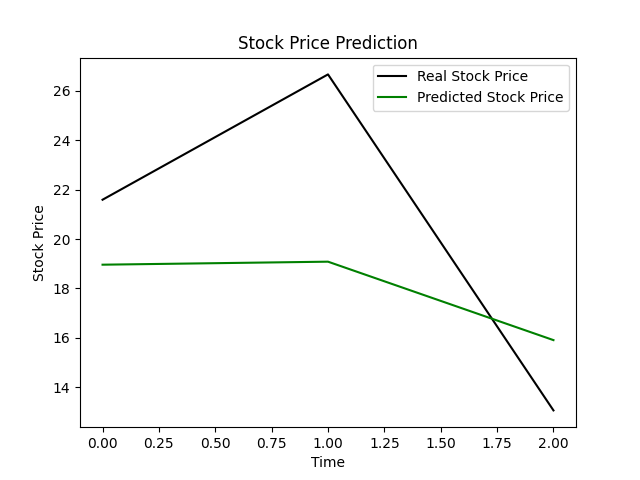 Stock Price Prediction
Real Stock Price
Predicted Stock Price
Stock Price
26
24
22
20
18
16
14
0.00 0.25 0.50 0.75 1.00 1.25 1.50 1.75 2.00
Time